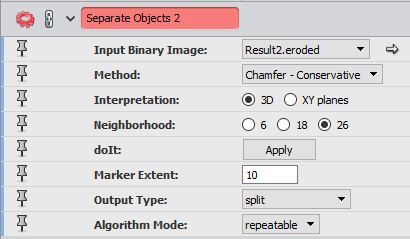 Separate Objects 2
Input Binary Image: Result2.eroded
Method: Chamfer - Conservative
Interpretation: 3D XY planes
Neighborhood: 6 18 26
doIt: Apply
Marker Extent: 10
Output Type: split
Algorithm Mode: repeatable